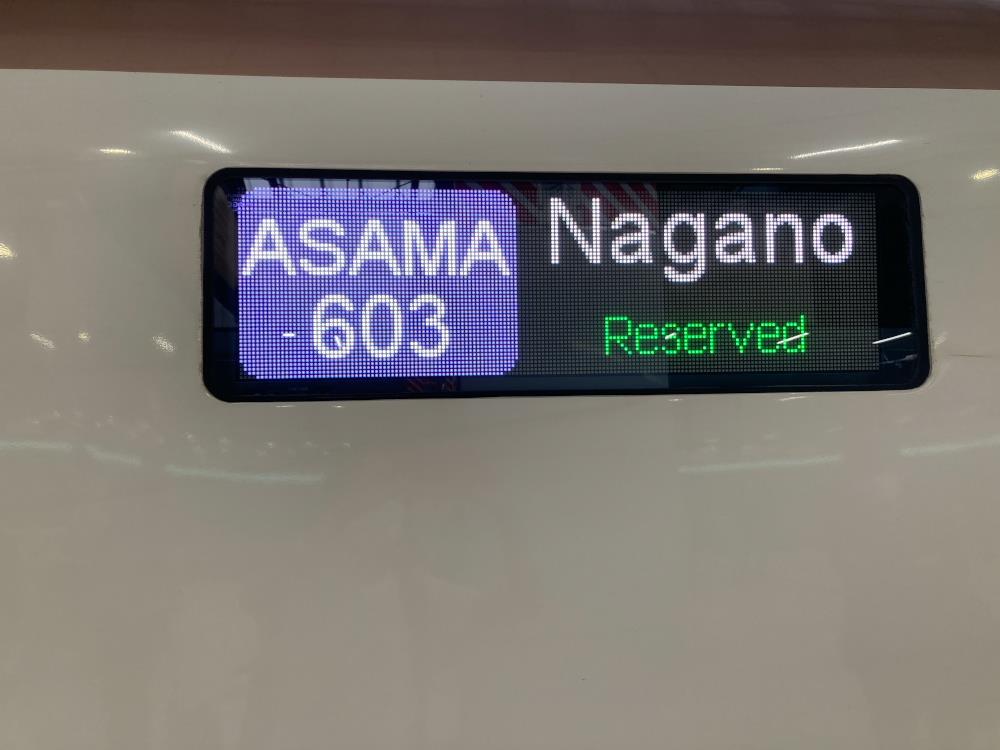 ASAMA
603
Nagano
Reserved